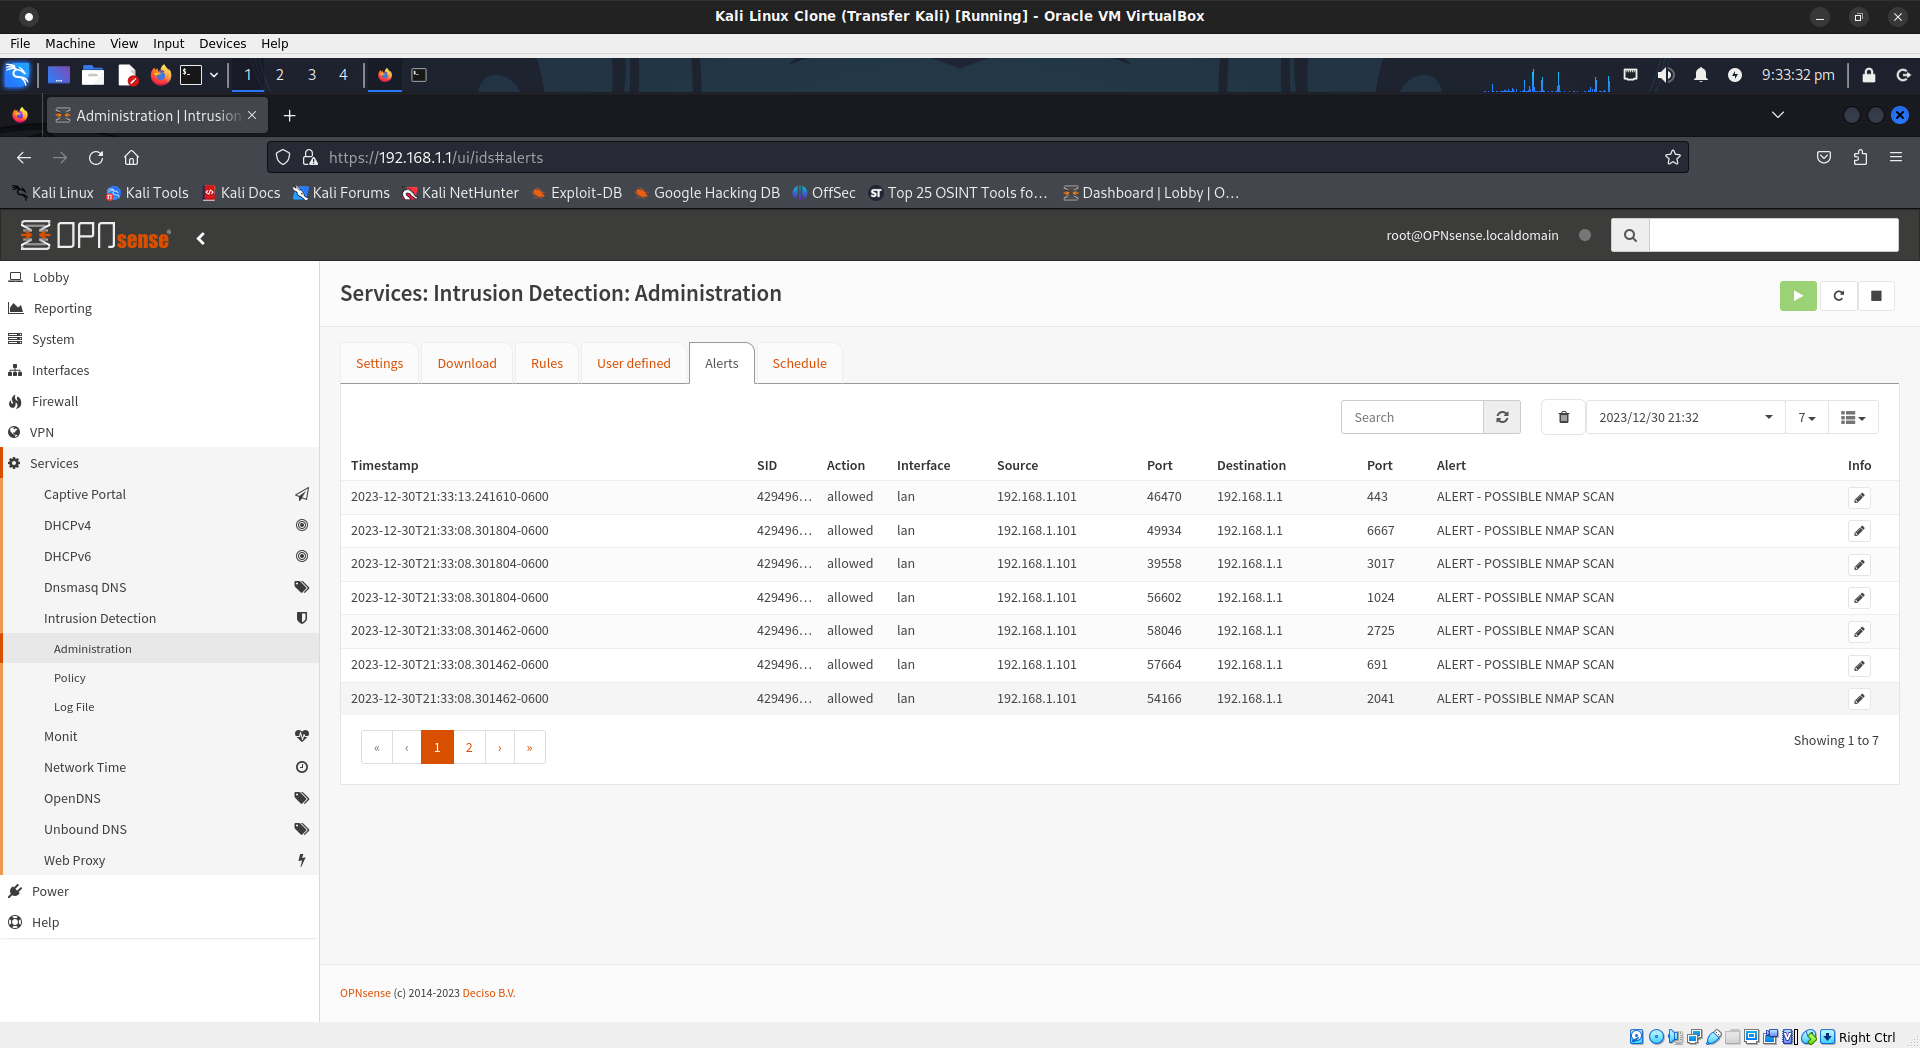 Kali Linux Clone (Transfer Kali) [Running] - Oracle VM VirtualBox
File Machine View Input Devices Help
1 2 3 4 9:33:32 pm
Administration | Intrusion
https://192.168.1.1/ui/ids#alerts
Kali Linux Kali Tools Kali Docs Kali Forums Kali NetHunter Exploit-DB Google Hacking DB OffSec Top 25 OSINT Tools fo… Dashboard | Lobby | O…
OPNsense root@OPNsense.localdomain
Lobby
Reporting
System
Interfaces
Firewall
VPN
Services
Captive Portal
DHCPv4
DHCPv6
Dnsmasq DNS
Intrusion Detection
Administration
Policy
Log File
Monit
Network Time
OpenDNS
Unbound DNS
Web Proxy
Power
Help
Services: Intrusion Detection: Administration
Settings Download Rules User defined Alerts Schedule
Search 2023/12/30 21:32 7
Timestamp SID Action Interface Source Port Destination Port Alert Info
2023-12-30T21:33:13.241610-0600 429496… allowed lan 192.168.1.101 46470 192.168.1.1 443 ALERT - POSSIBLE NMAP SCAN
2023-12-30T21:33:08.301804-0600 429496… allowed lan 192.168.1.101 49934 192.168.1.1 6667 ALERT - POSSIBLE NMAP SCAN
2023-12-30T21:33:08.301804-0600 429496… allowed lan 192.168.1.101 39558 192.168.1.1 3017 ALERT - POSSIBLE NMAP SCAN
2023-12-30T21:33:08.301804-0600 429496… allowed lan 192.168.1.101 56602 192.168.1.1 1024 ALERT - POSSIBLE NMAP SCAN
2023-12-30T21:33:08.301462-0600 429496… allowed lan 192.168.1.101 58046 192.168.1.1 2725 ALERT - POSSIBLE NMAP SCAN
2023-12-30T21:33:08.301462-0600 429496… allowed lan 192.168.1.101 57664 192.168.1.1 691 ALERT - POSSIBLE NMAP SCAN
2023-12-30T21:33:08.301462-0600 429496… allowed lan 192.168.1.101 54166 192.168.1.1 2041 ALERT - POSSIBLE NMAP SCAN
« ‹ 1 2 › » Showing 1 to 7
OPNsense (c) 2014-2023 Deciso B.V.
Right Ctrl